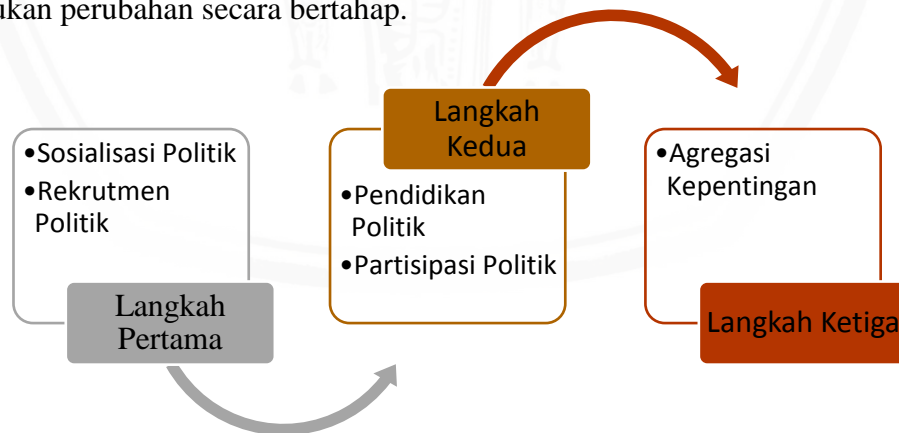 ukan perubahan secara bertahap.
•Sosialisasi Politik
•Rekrutmen
Politik
Langkah
Pertama
Langkah
Kedua
•Pendidikan
Politik
•Partisipasi Politik
•Agregasi
Kepentingan
Langkah Ketiga